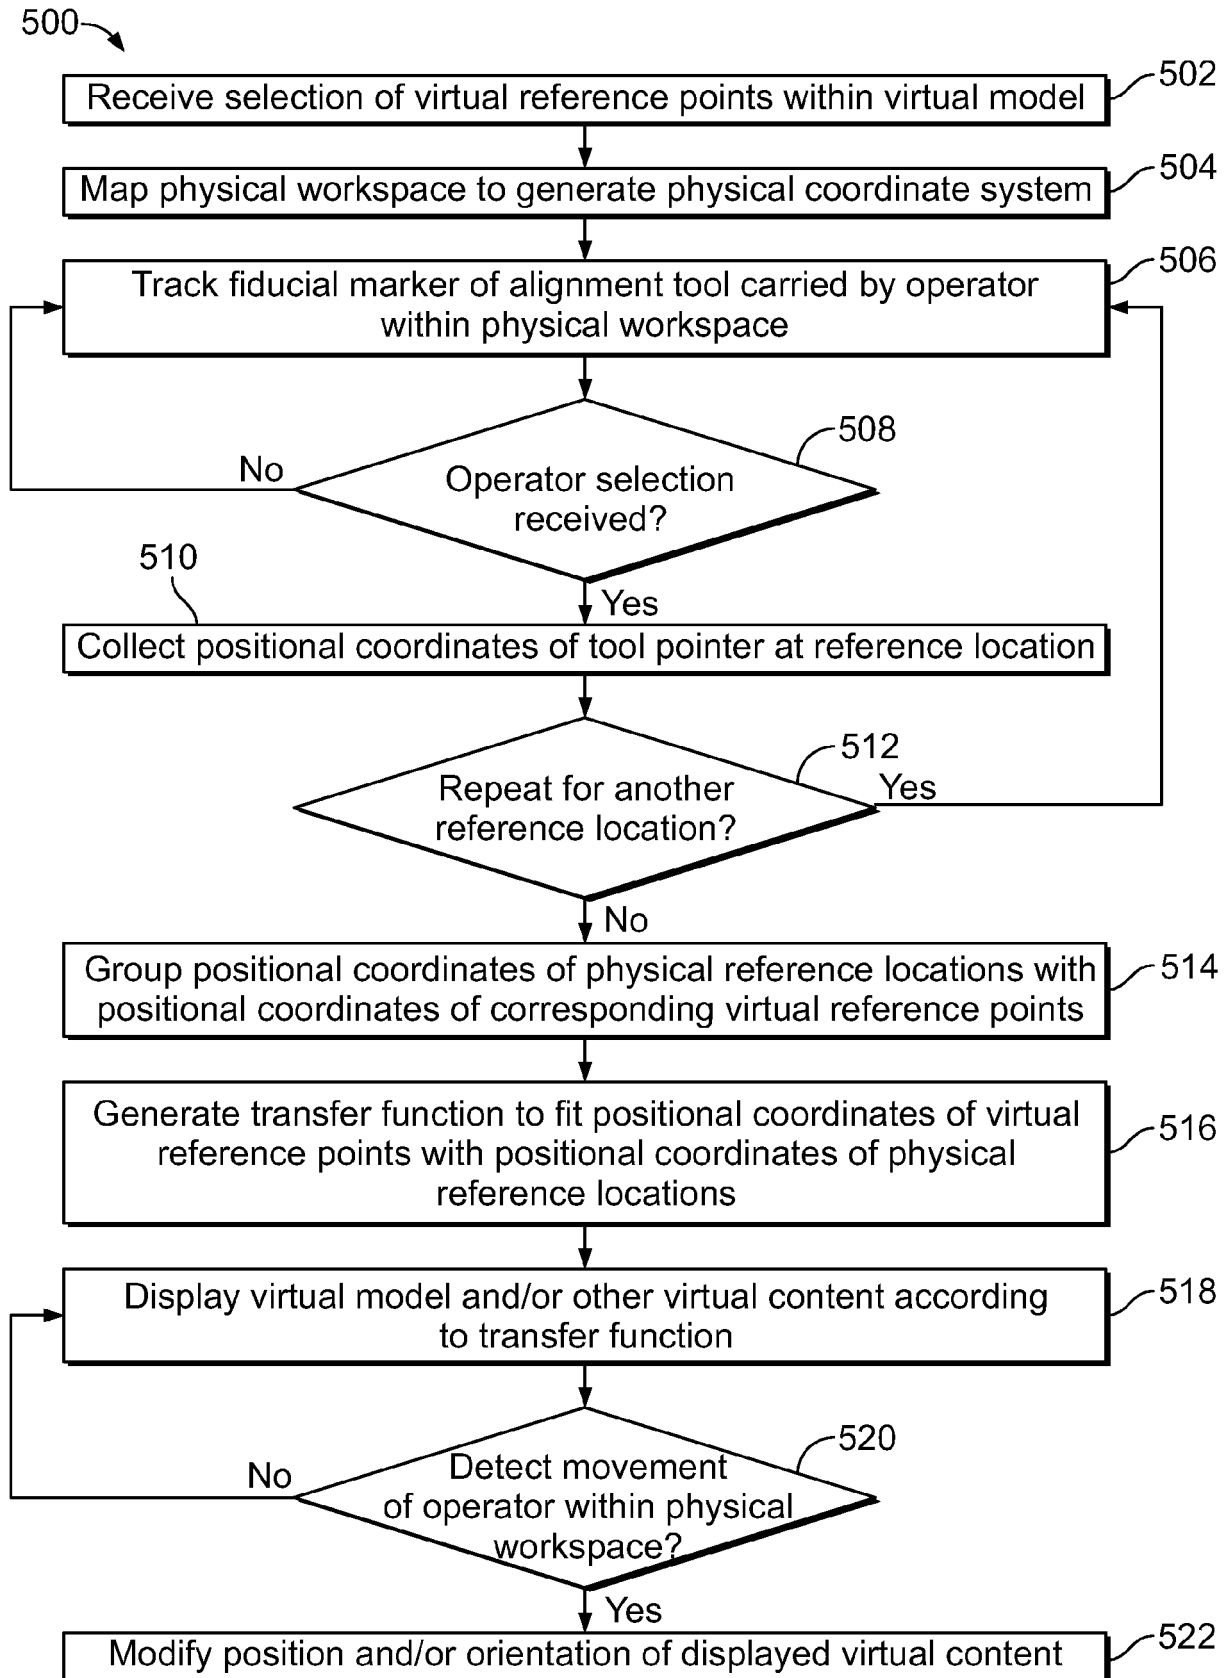 500
Receive selection of virtual reference points within virtual model
502
Map physical workspace to generate physical coordinate system
504
Track fiducial marker of alignment tool carried by operator
within physical workspace
506
Operator selection
received?
508
No
Yes
510
Collect positional coordinates of tool pointer at reference location
Repeat for another
reference location?
512
Yes
No
Group positional coordinates of physical reference locations with
positional coordinates of corresponding virtual reference points
514
Generate transfer function to fit positional coordinates of virtual
reference points with positional coordinates of physical
reference locations
516
Display virtual model and/or other virtual content according
to transfer function
518
Detect movement
of operator within physical
workspace?
520
No
Yes
Modify position and/or orientation of displayed virtual content
522